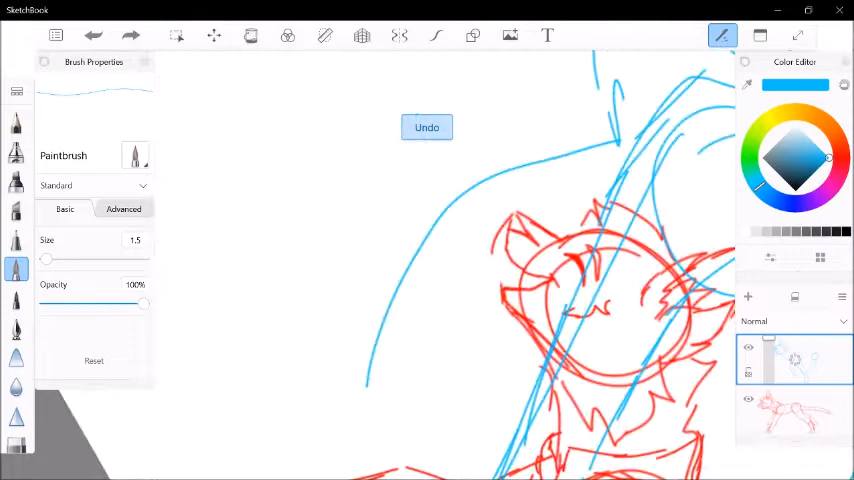 SketchBook
T
Brush Properties
Color Editor
Undo
Paintbrush
Standard
Basic Advanced
Size 1.5
Opacity 100%
Reset
Normal